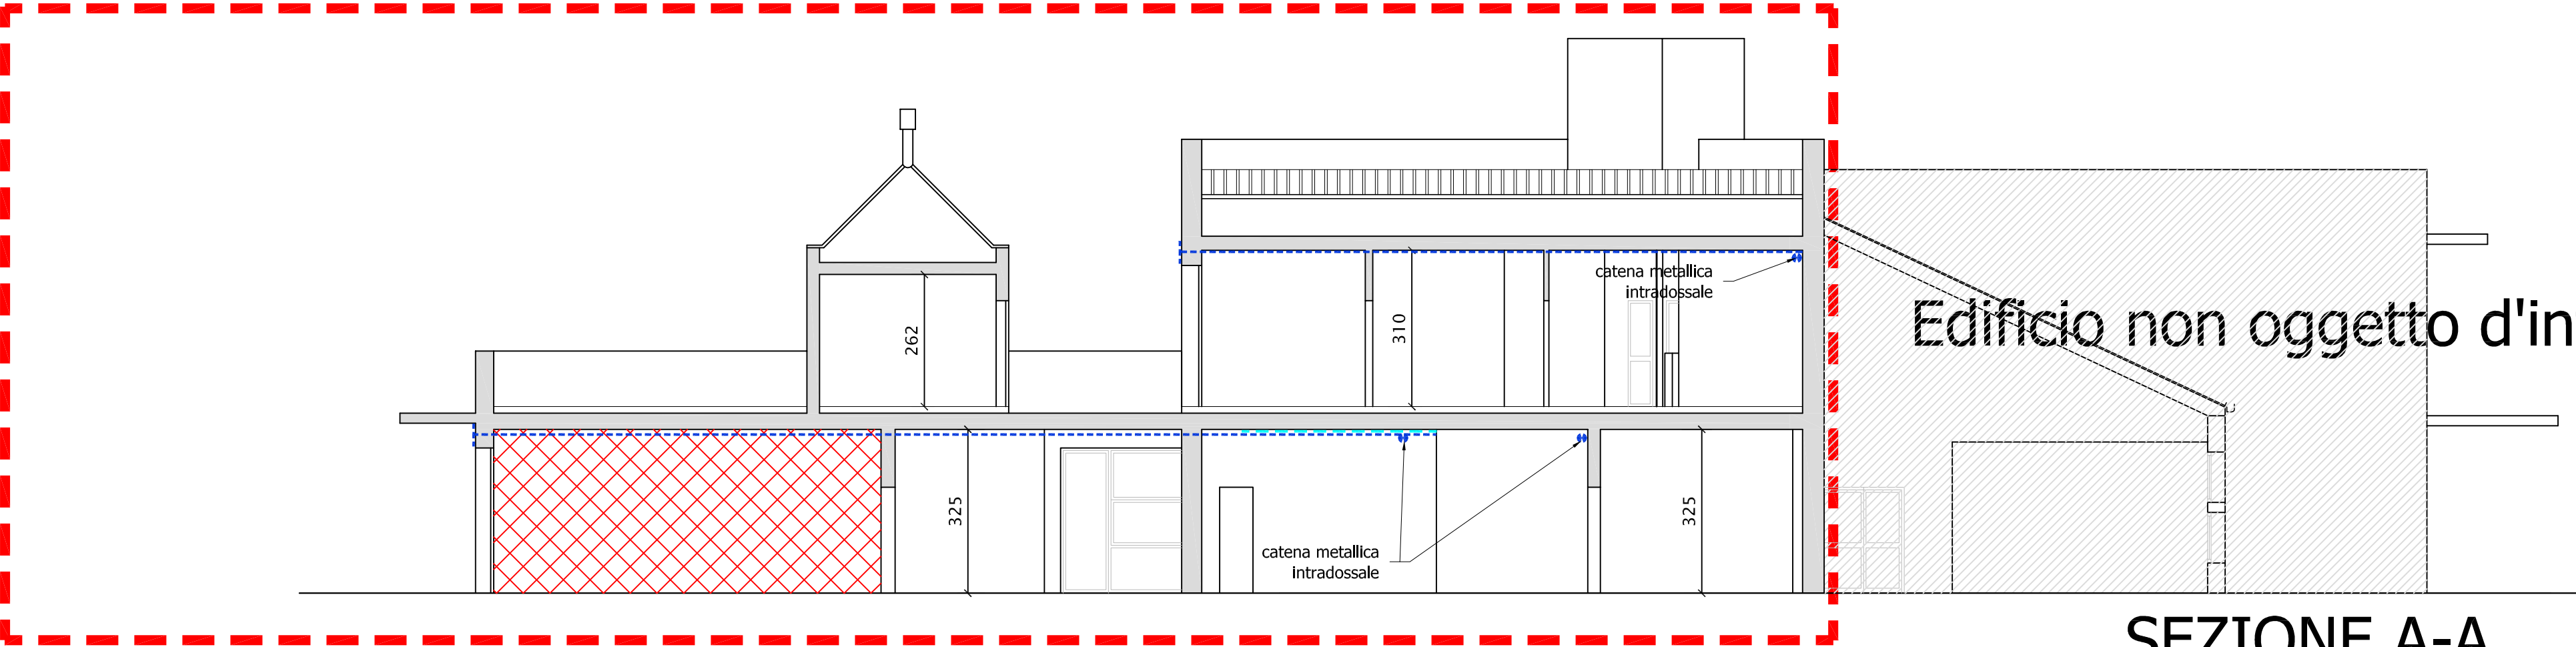 catena metallica
intradossale
262
310
Edificio non oggetto d'in
325
325
catena metallica
intradossale
SEZIONE A-A